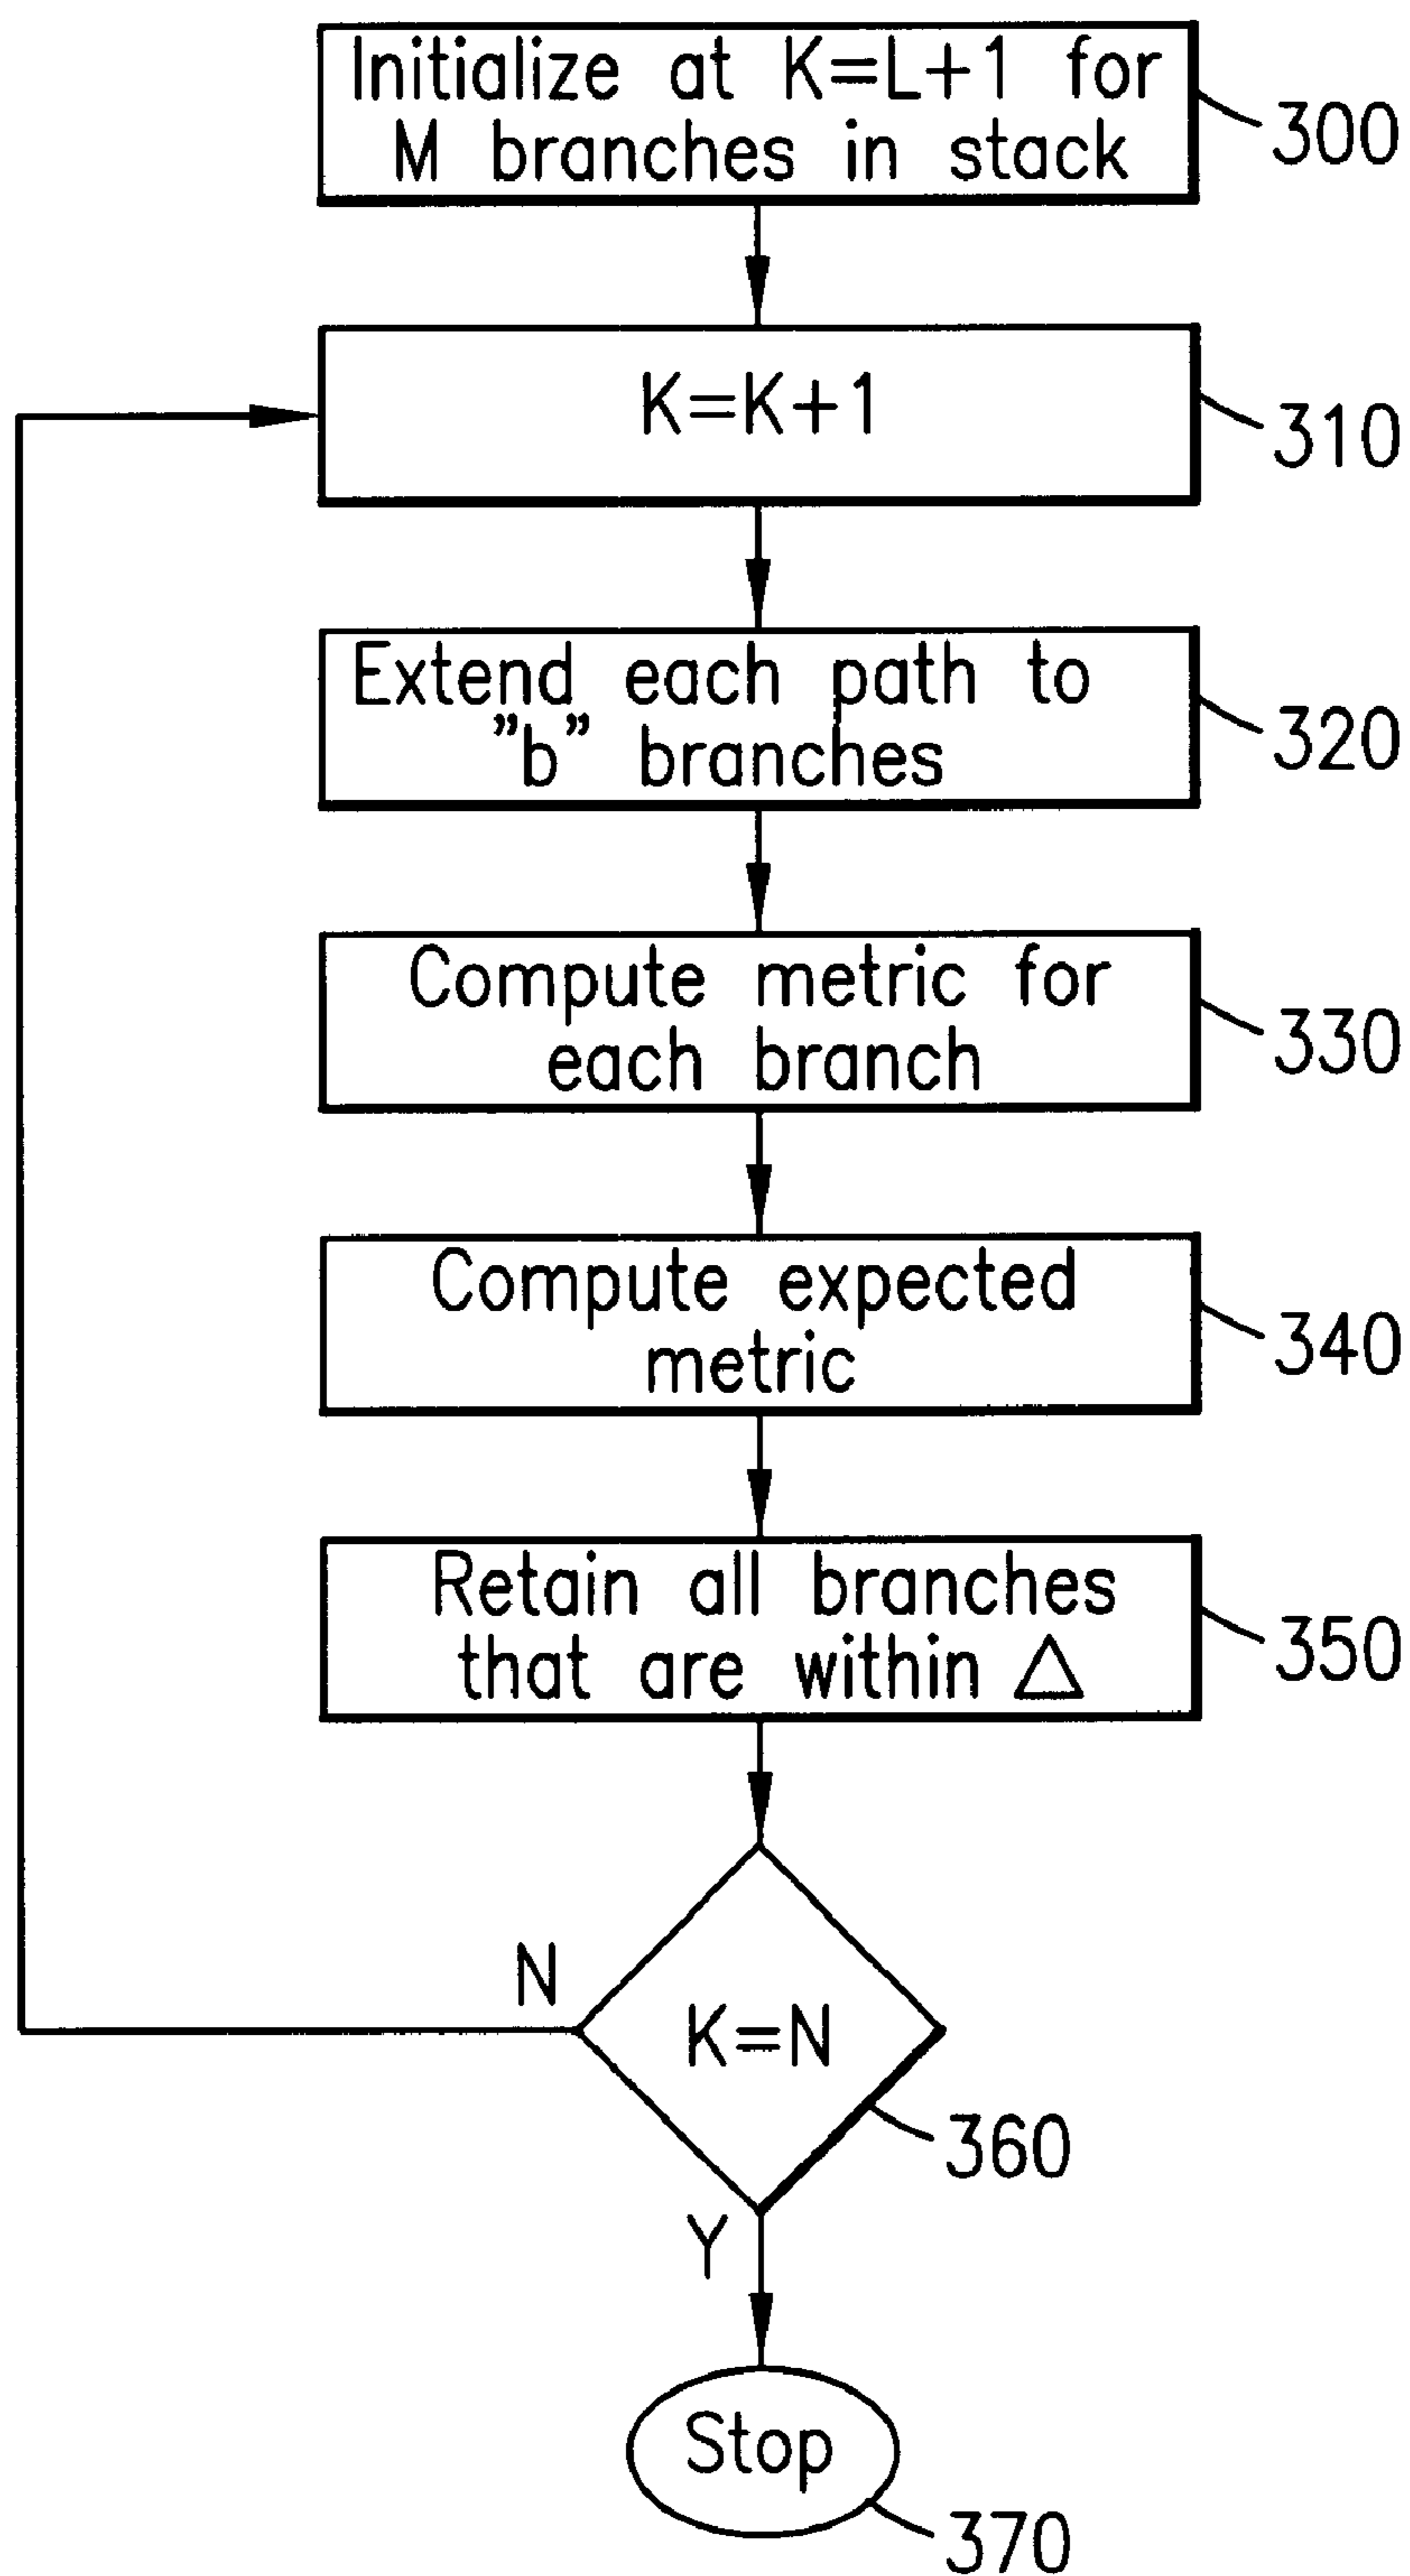 Initialize at K=L+1 for
M branches in stack
300
K=K+1
310
Extend each path to
"b" branches
320
Compute metric for
each branch
330
Compute expected
metric
340
Retain all branches
that are within △
350
N
K=N
360
Y
Stop
370